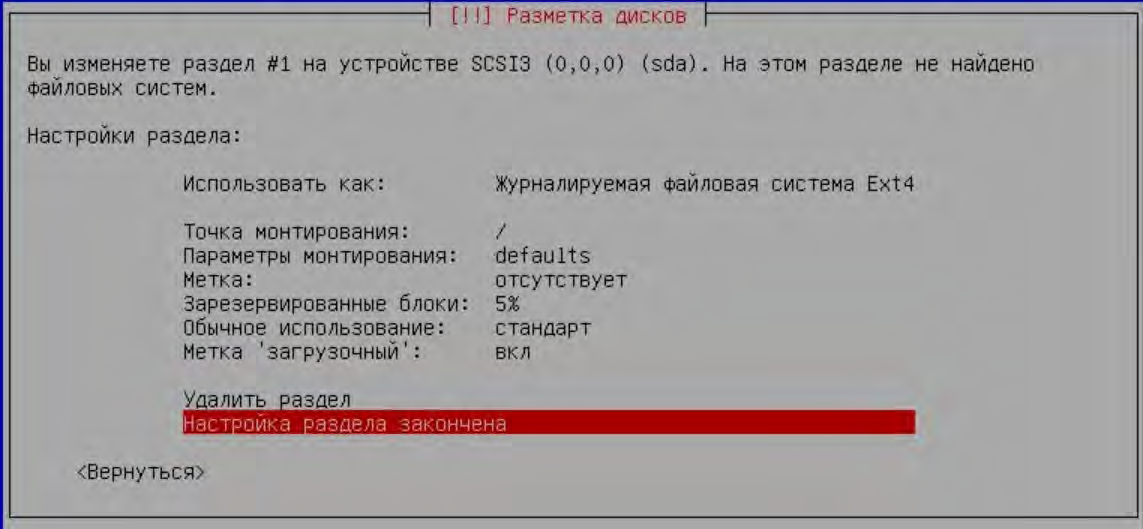 [!!] Разметка дисков
Вы изменяете раздел #1 на устройстве SCSI3 (0,0,0) (sda). На этом разделе не найдено
файловых систем.
Настройки раздела:
Использовать как: Журналируемая файловая система Ext4
Точка монтирования: /
Параметры монтирования: defaults
Метка: отсутствует
Зарезервированные блоки: 5%
Обычное использование: стандарт
Метка 'загрузочный': вкл
Удалить раздел
Настройка раздела закончена
<Вернуться>